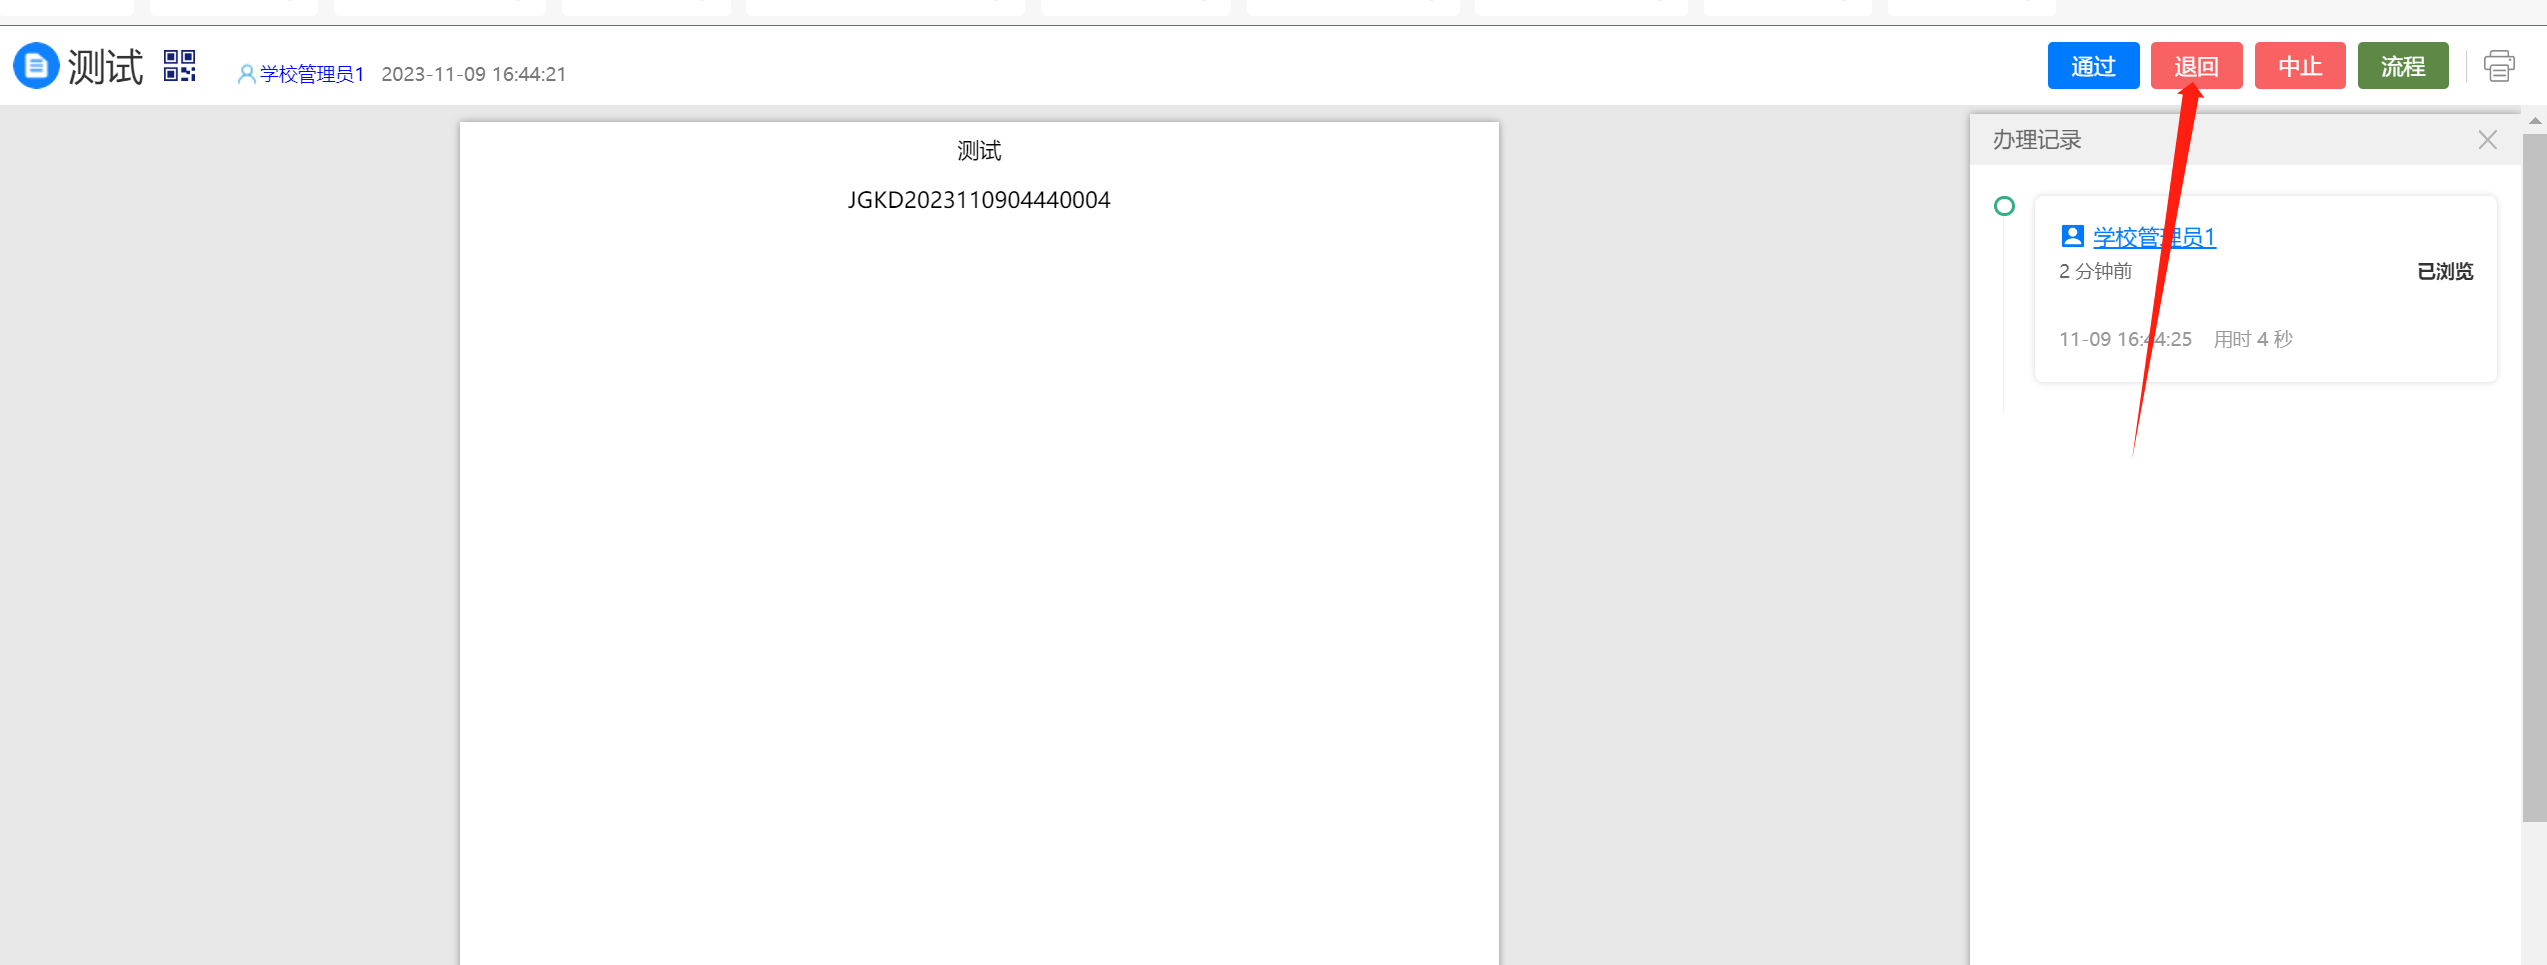 测试 学校管理员1 2023-11-09 16:44:21 通过 退回 中止 流程
测试
JGKD2023110904440004
办理记录
学校管理员1
2 分钟前 已浏览
11-09 16:44:25 用时 4 秒